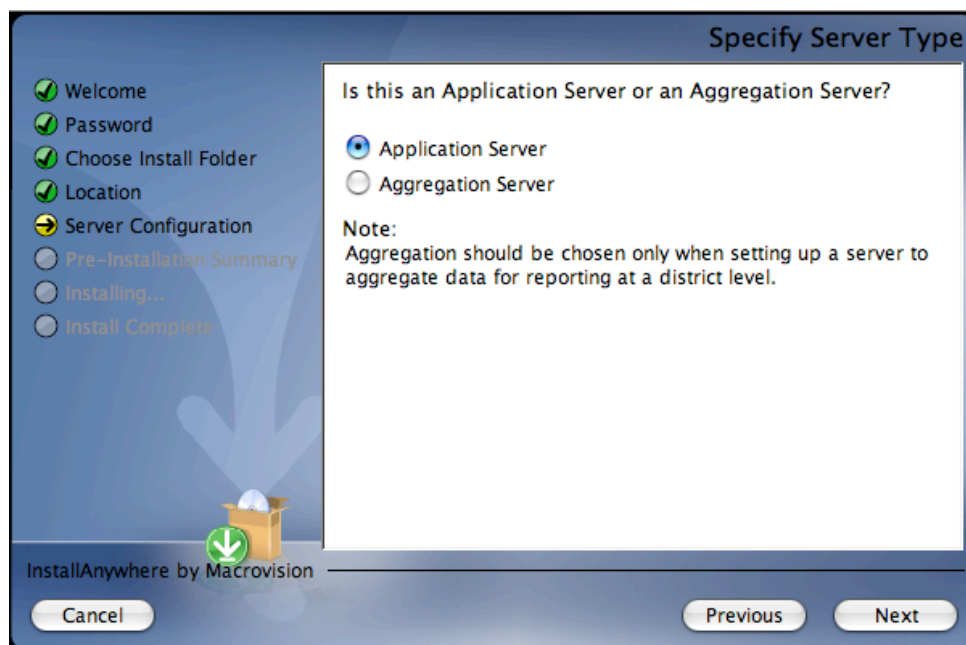 Specify Server Type
Welcome
Password
Choose Install Folder
Location
Server Configuration
Pre-Installation Summary
Installing...
Install Complete
Is this an Application Server or an Aggregation Server?
Application Server
Aggregation Server
Note:
Aggregation should be chosen only when setting up a server to
aggregate data for reporting at a district level.
InstallAnywhere by Macrovision
Cancel
Previous
Next